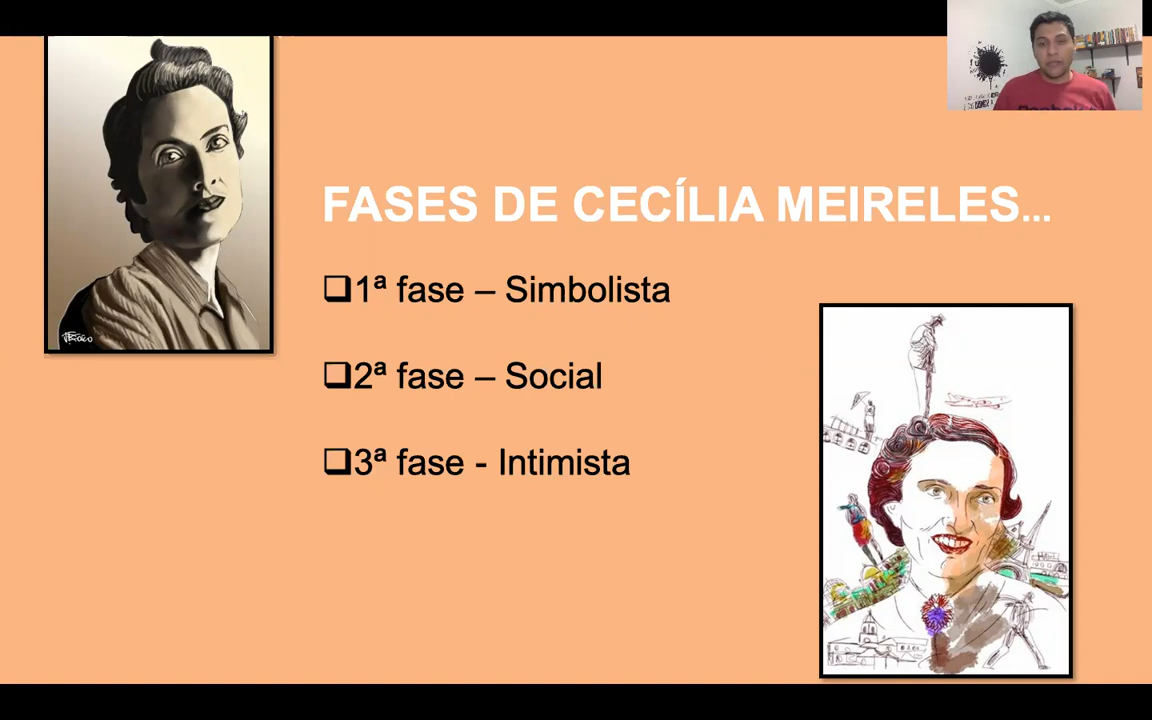 FASES DE CECÍLIA MEIRELES...
❑1ª fase – Simbolista
❑2ª fase – Social
❑3ª fase - Intimista